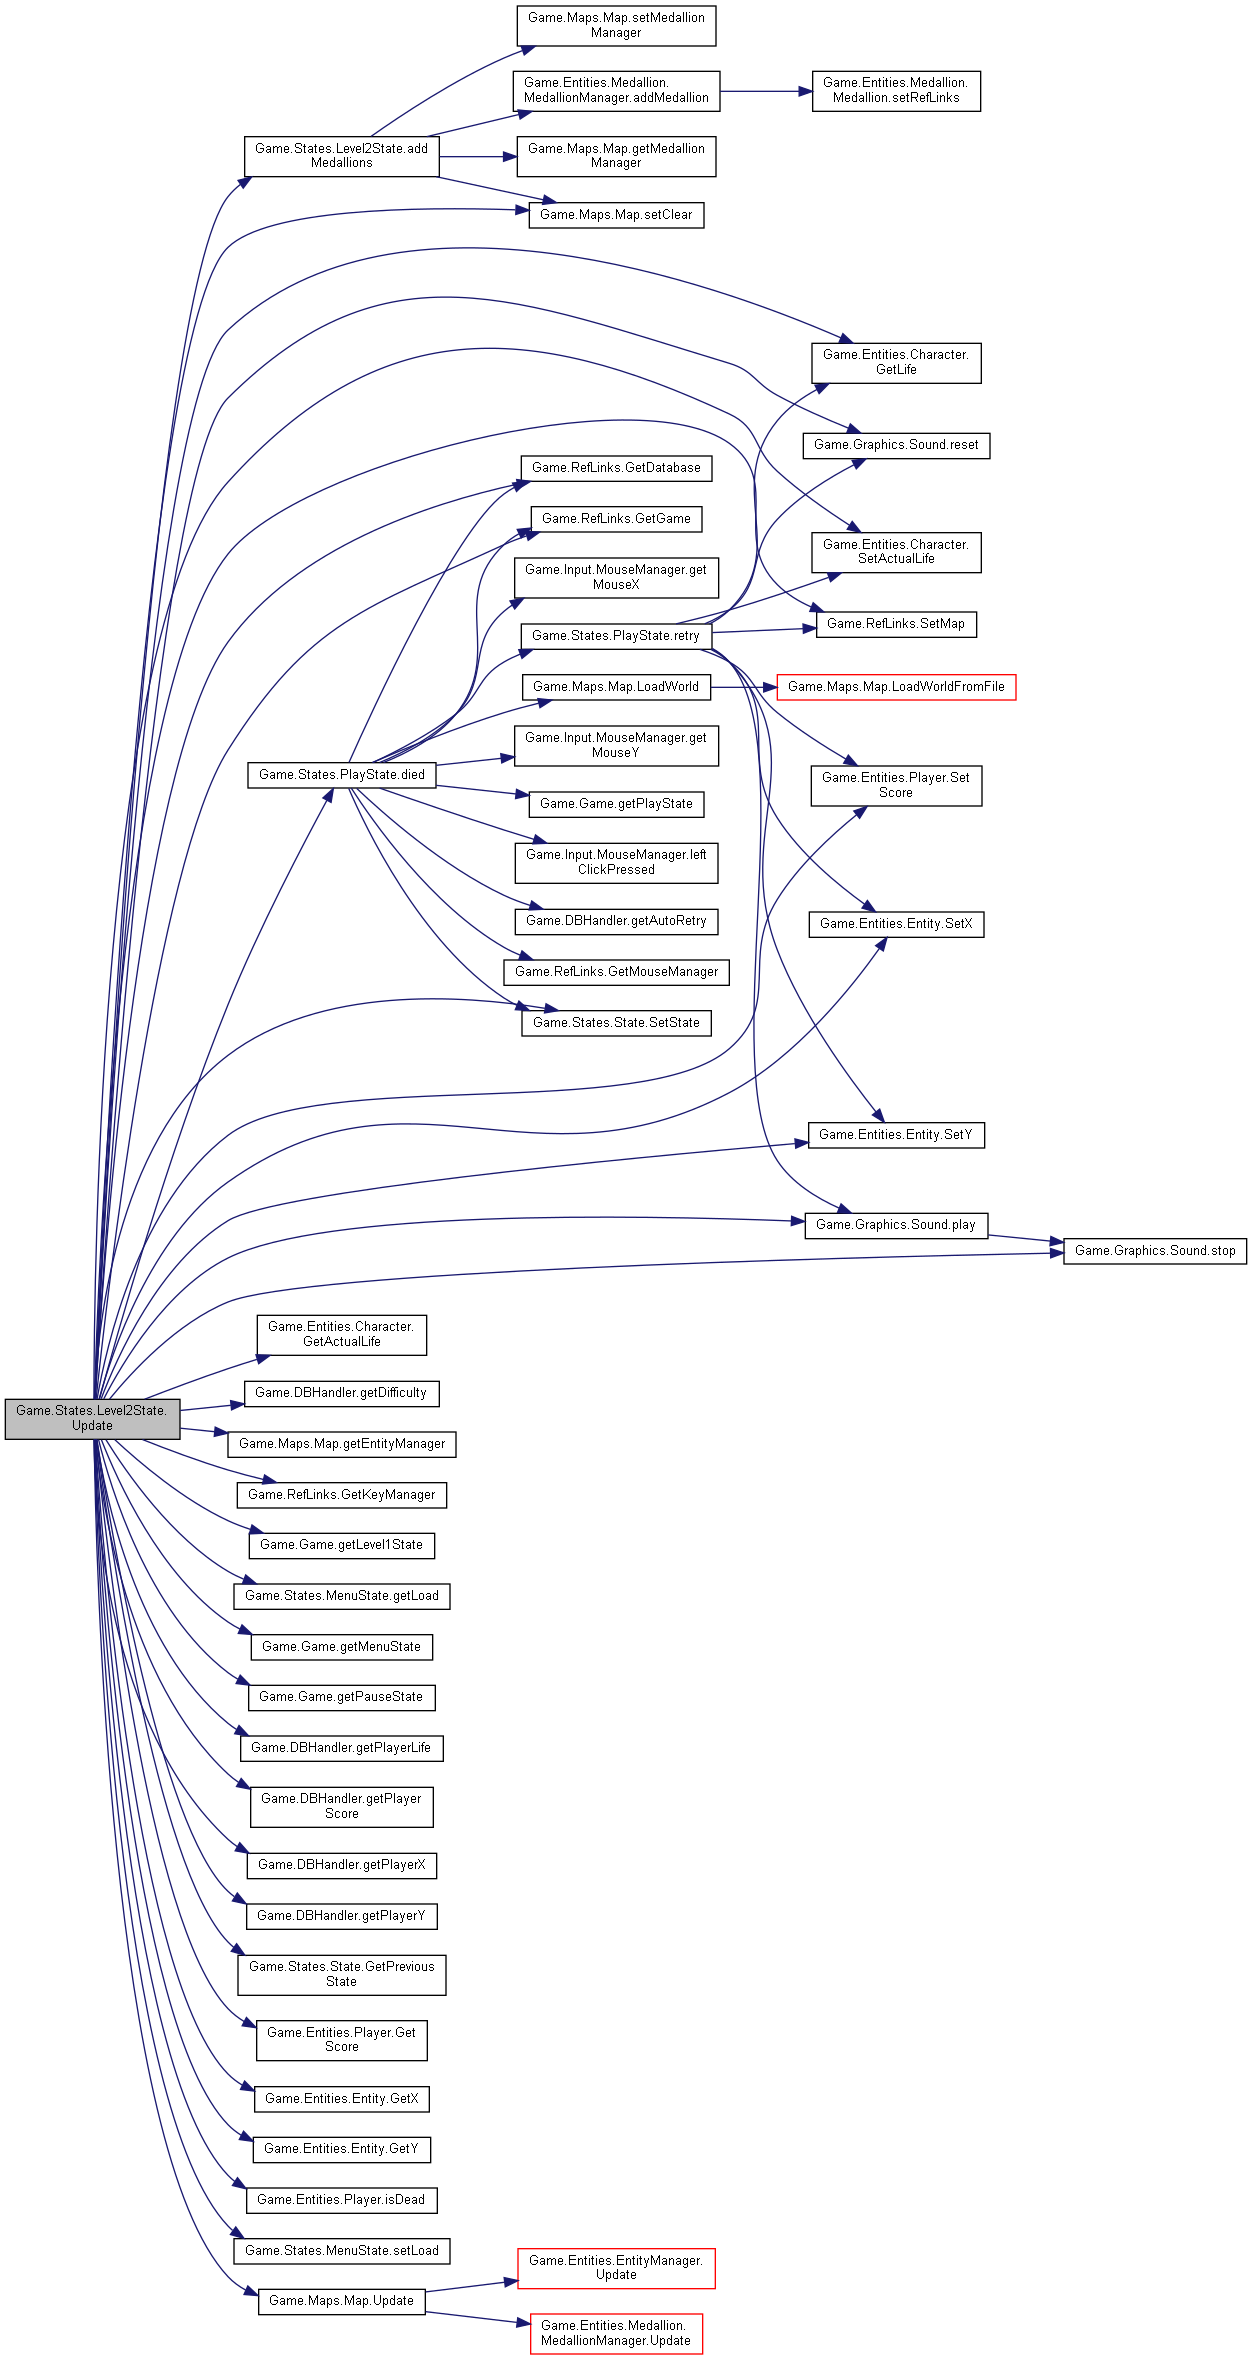 Game.Maps.Map.setMedallion
Manager
Game.Entities.Medallion.
MedallionManager.addMedallion
Game.Entities.Medallion.
Medallion.setRefLinks
Game.States.Level2State.add
Medallions
Game.Maps.Map.getMedallion
Manager
Game.Maps.Map.setClear
Game.Entities.Character.
GetLife
Game.Graphics.Sound.reset
Game.RefLinks.GetDatabase
Game.RefLinks.GetGame
Game.Entities.Character.
SetActualLife
Game.Input.MouseManager.get
MouseX
Game.States.PlayState.retry
Game.RefLinks.SetMap
Game.Maps.Map.LoadWorld
Game.Maps.Map.LoadWorldFromFile
Game.Input.MouseManager.get
MouseY
Game.States.PlayState.died
Game.Entities.Player.Set
Score
Game.Game.getPlayState
Game.Input.MouseManager.left
ClickPressed
Game.DBHandler.getAutoRetry
Game.Entities.Entity.SetX
Game.RefLinks.GetMouseManager
Game.States.State.SetState
Game.Entities.Entity.SetY
Game.Graphics.Sound.play
Game.Graphics.Sound.stop
Game.Entities.Character.
GetActualLife
Game.DBHandler.getDifficulty
Game.States.Level2State.
Update
Game.Maps.Map.getEntityManager
Game.RefLinks.GetKeyManager
Game.Game.getLevel1State
Game.States.MenuState.getLoad
Game.Game.getMenuState
Game.Game.getPauseState
Game.DBHandler.getPlayerLife
Game.DBHandler.getPlayer
Score
Game.DBHandler.getPlayerX
Game.DBHandler.getPlayerY
Game.States.State.GetPrevious
State
Game.Entities.Player.Get
Score
Game.Entities.Entity.GetX
Game.Entities.Entity.GetY
Game.Entities.Player.isDead
Game.States.MenuState.setLoad
Game.Entities.EntityManager.
Update
Game.Maps.Map.Update
Game.Entities.Medallion.
MedallionManager.Update